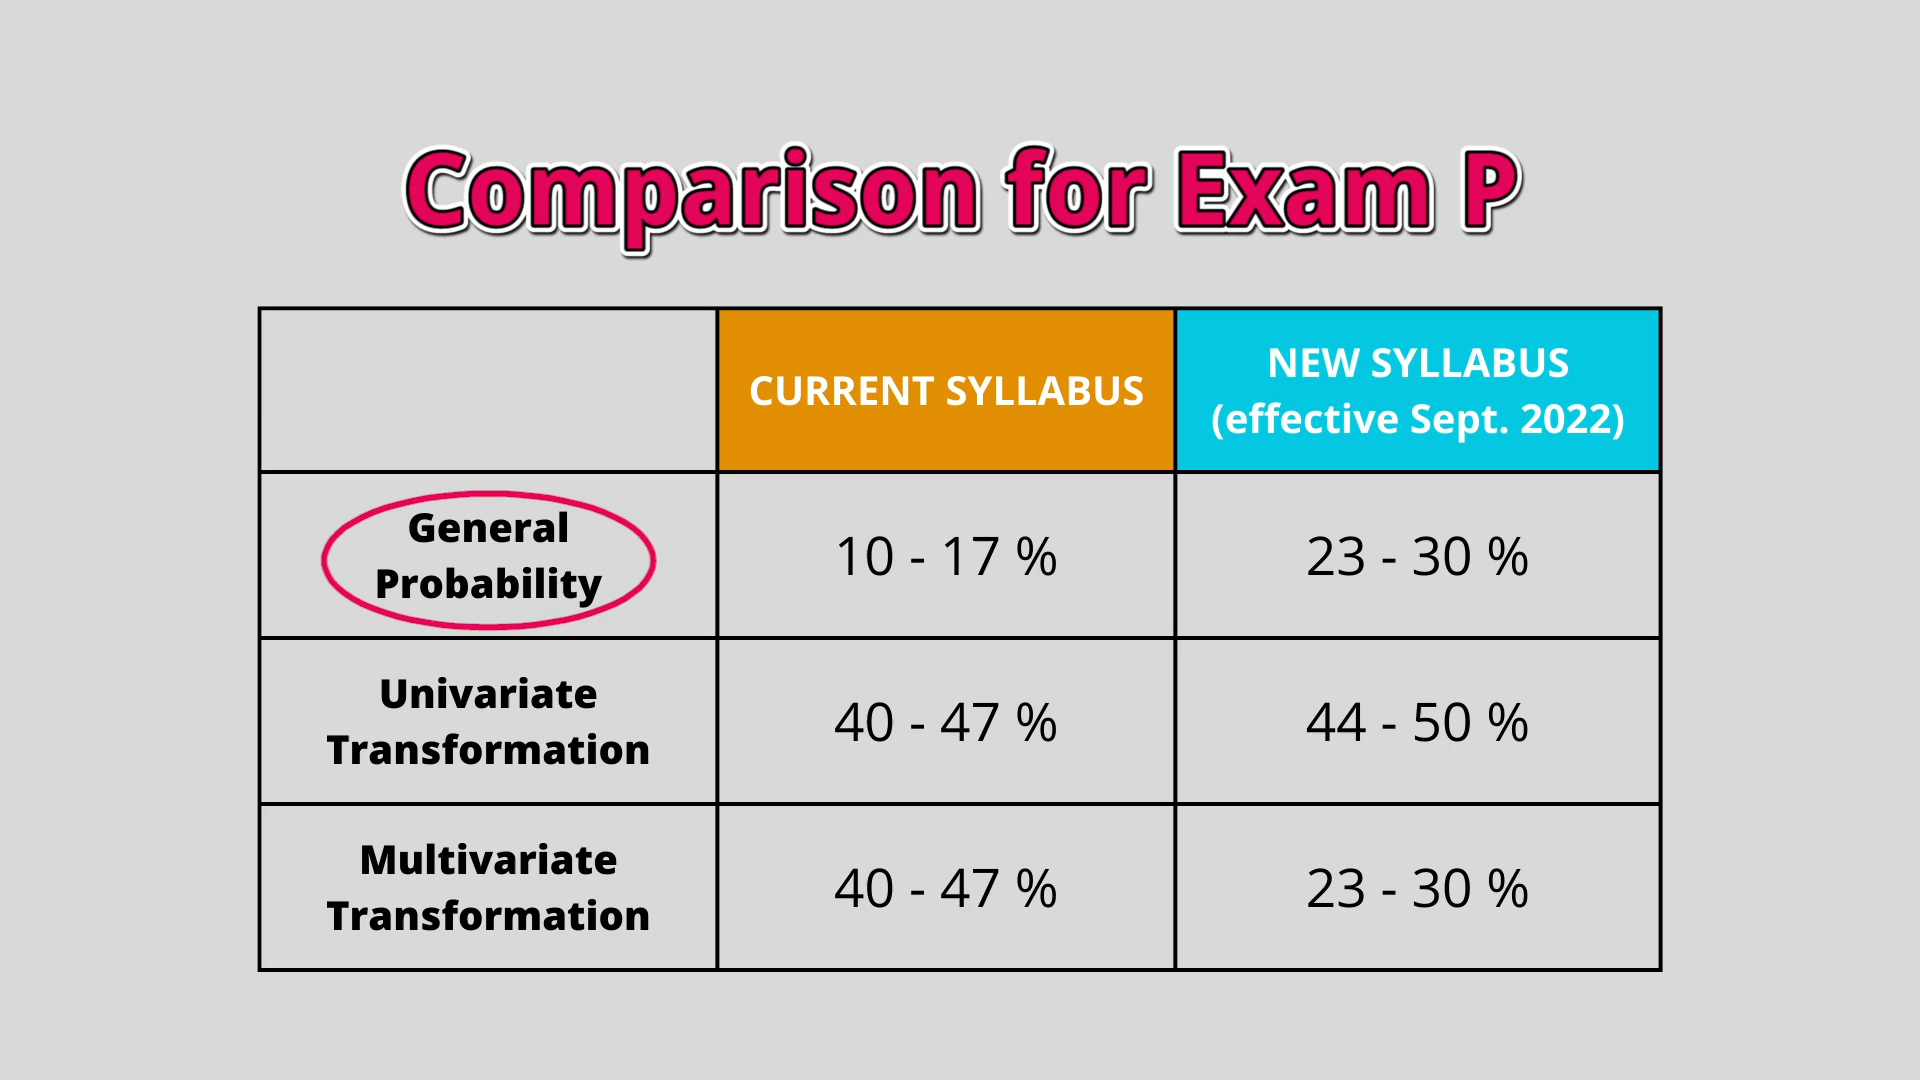 Comparison for Exam P
CURRENT SYLLABUS
NEW SYLLABUS
(effective Sept. 2022)
General
Probability
10 - 17 %
23 - 30 %
Univariate
Transformation
40 - 47 %
44 - 50 %
Multivariate
Transformation
40 - 47 %
23 - 30 %